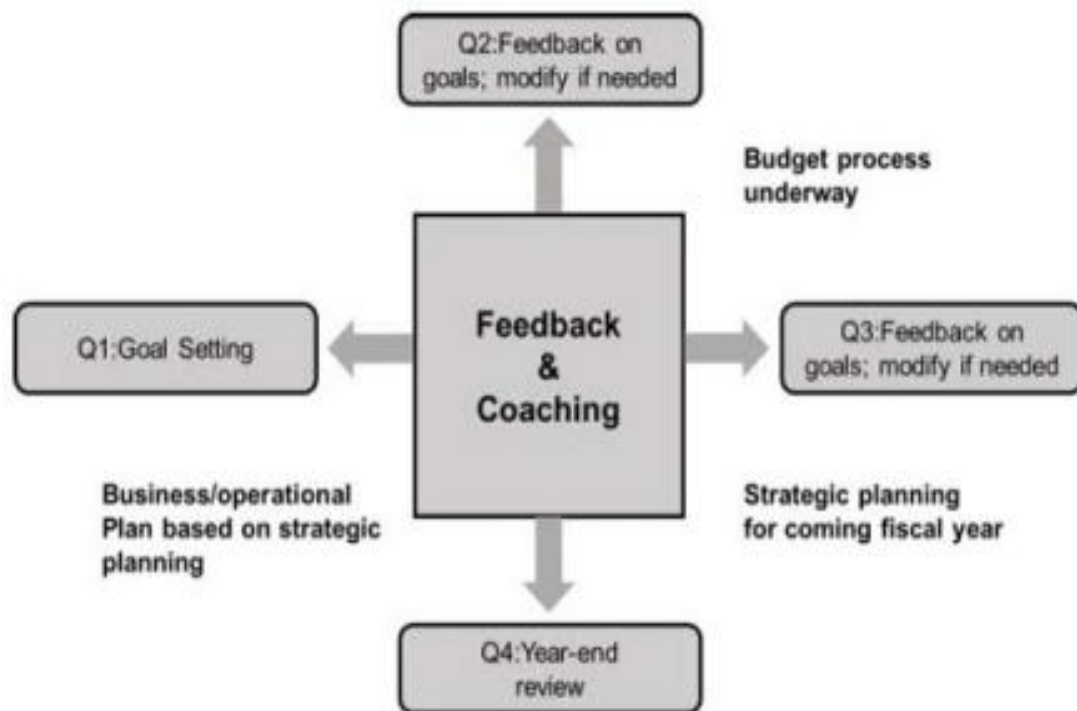 Q2:Feedback on
goals; modify if needed
Budget process
underway
Feedback
&
Coaching
Q1:Goal Setting
Q3:Feedback on
goals; modify if needed
Business/operational
Plan based on strategic
planning
Strategic planning
for coming fiscal year
Q4:Year-end
review